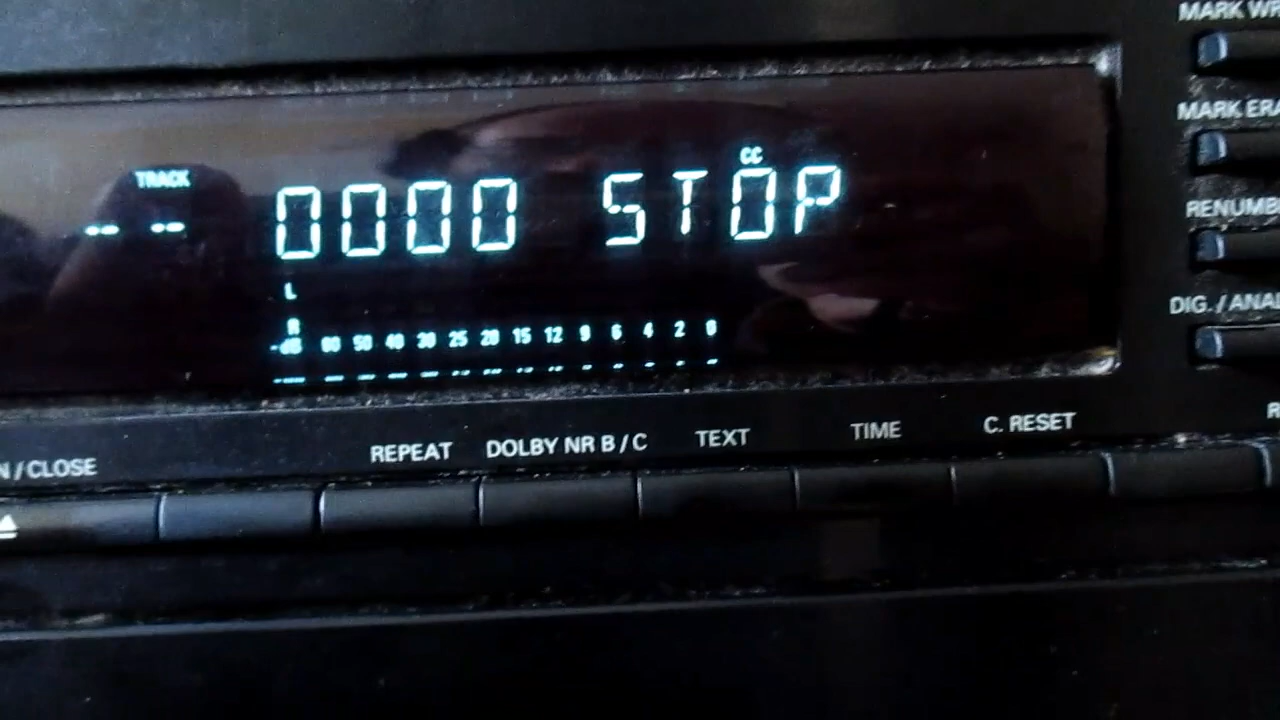 MARK WR
MARK ERA
RENUMB
DIG. / ANAL
TRACK
CC
-- -- 0000 STOP
L
R
-dB 60 50 40 30 25 20 15 12 9 6 4 2 0
N / CLOSE
REPEAT
DOLBY NR B / C
TEXT
TIME
C. RESET
R